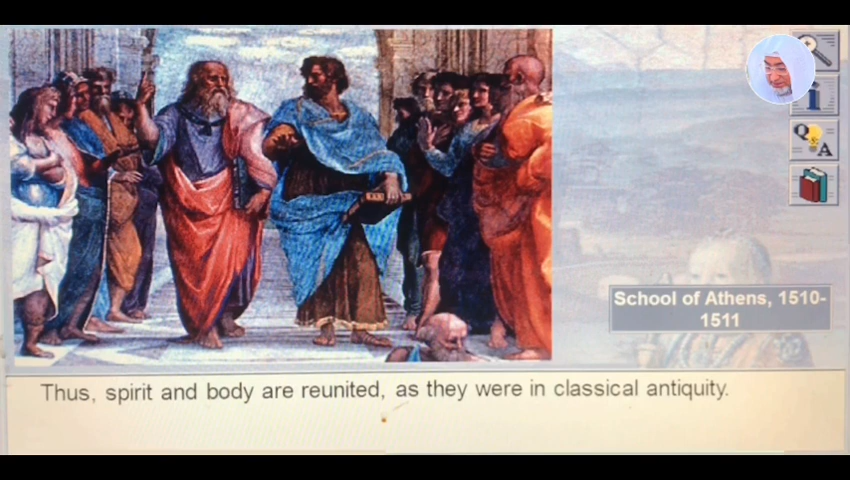 Q
A
School of Athens, 1510-
1511
Thus, spirit and body are reunited, as they were in classical antiquity.